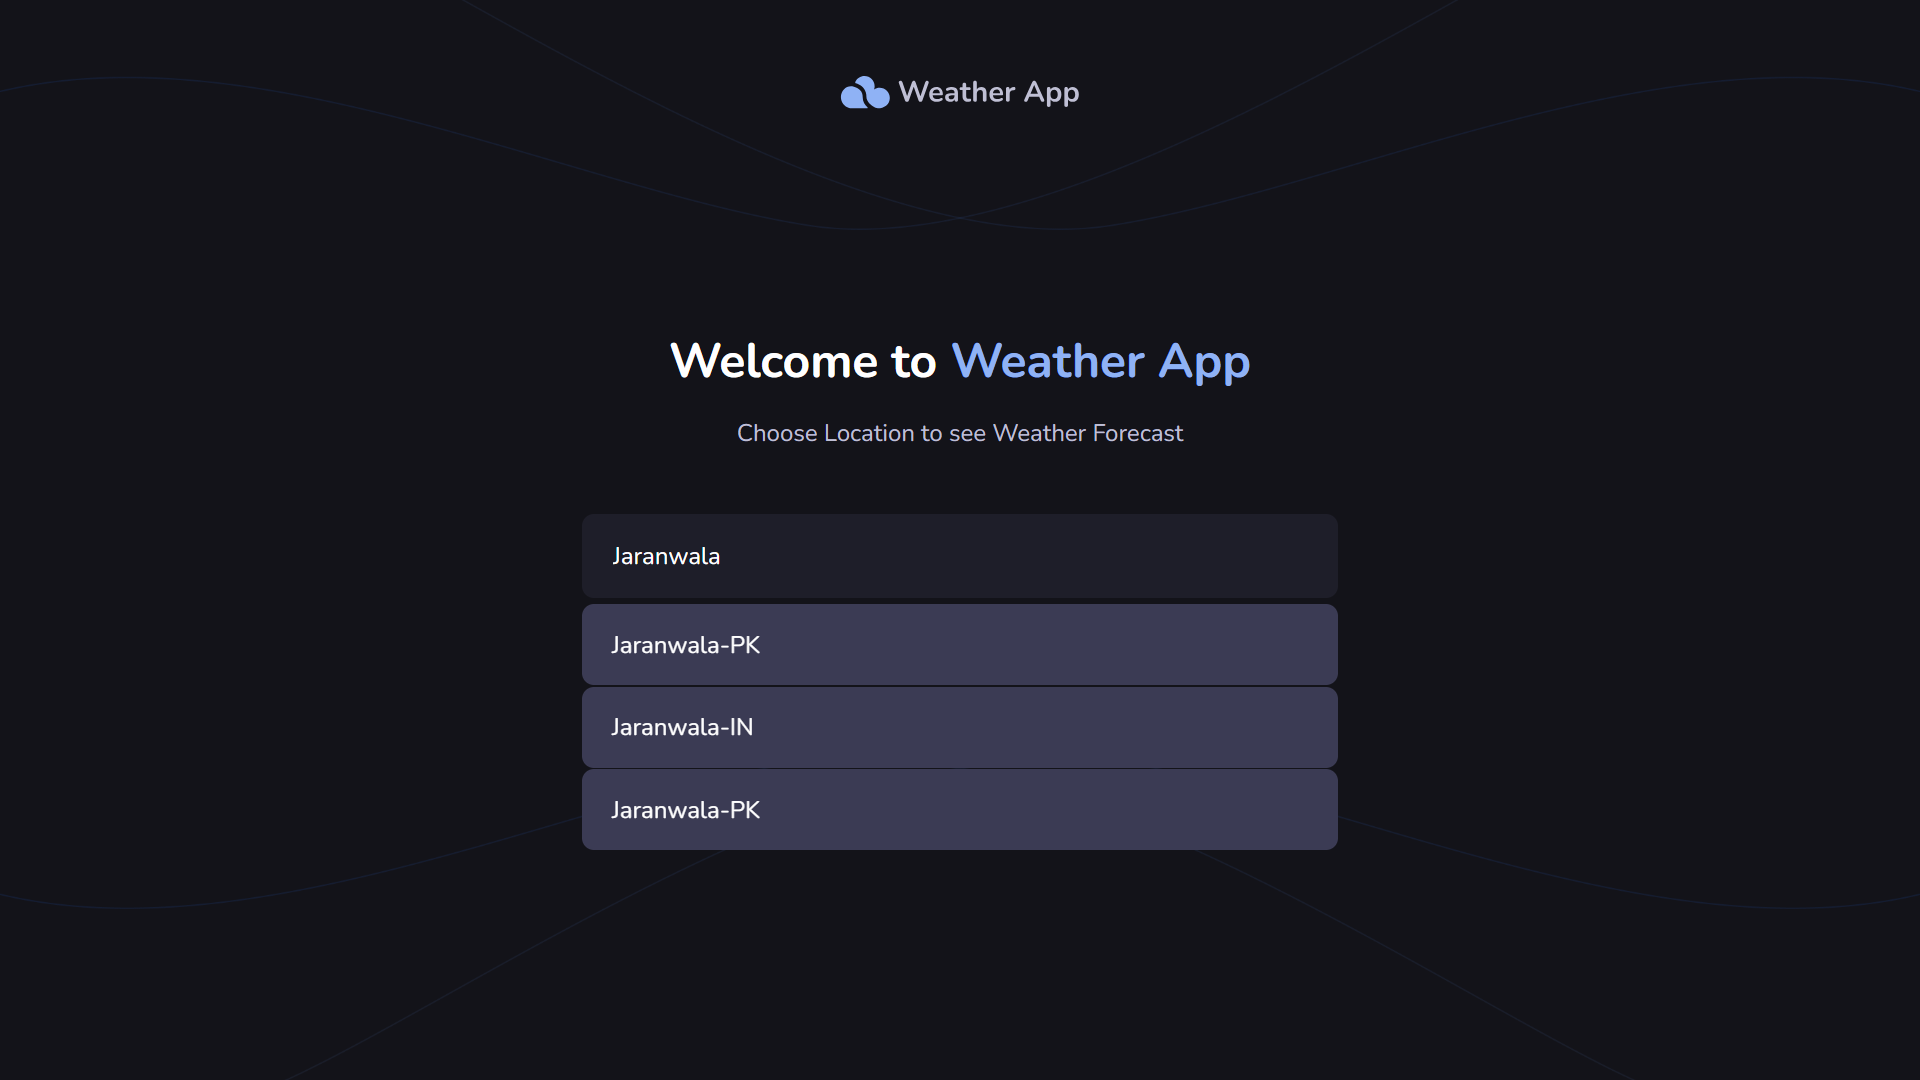 Weather App
Welcome to Weather App
Choose Location to see Weather Forecast
Jaranwala
Jaranwala-PK
Jaranwala-IN
Jaranwala-PK